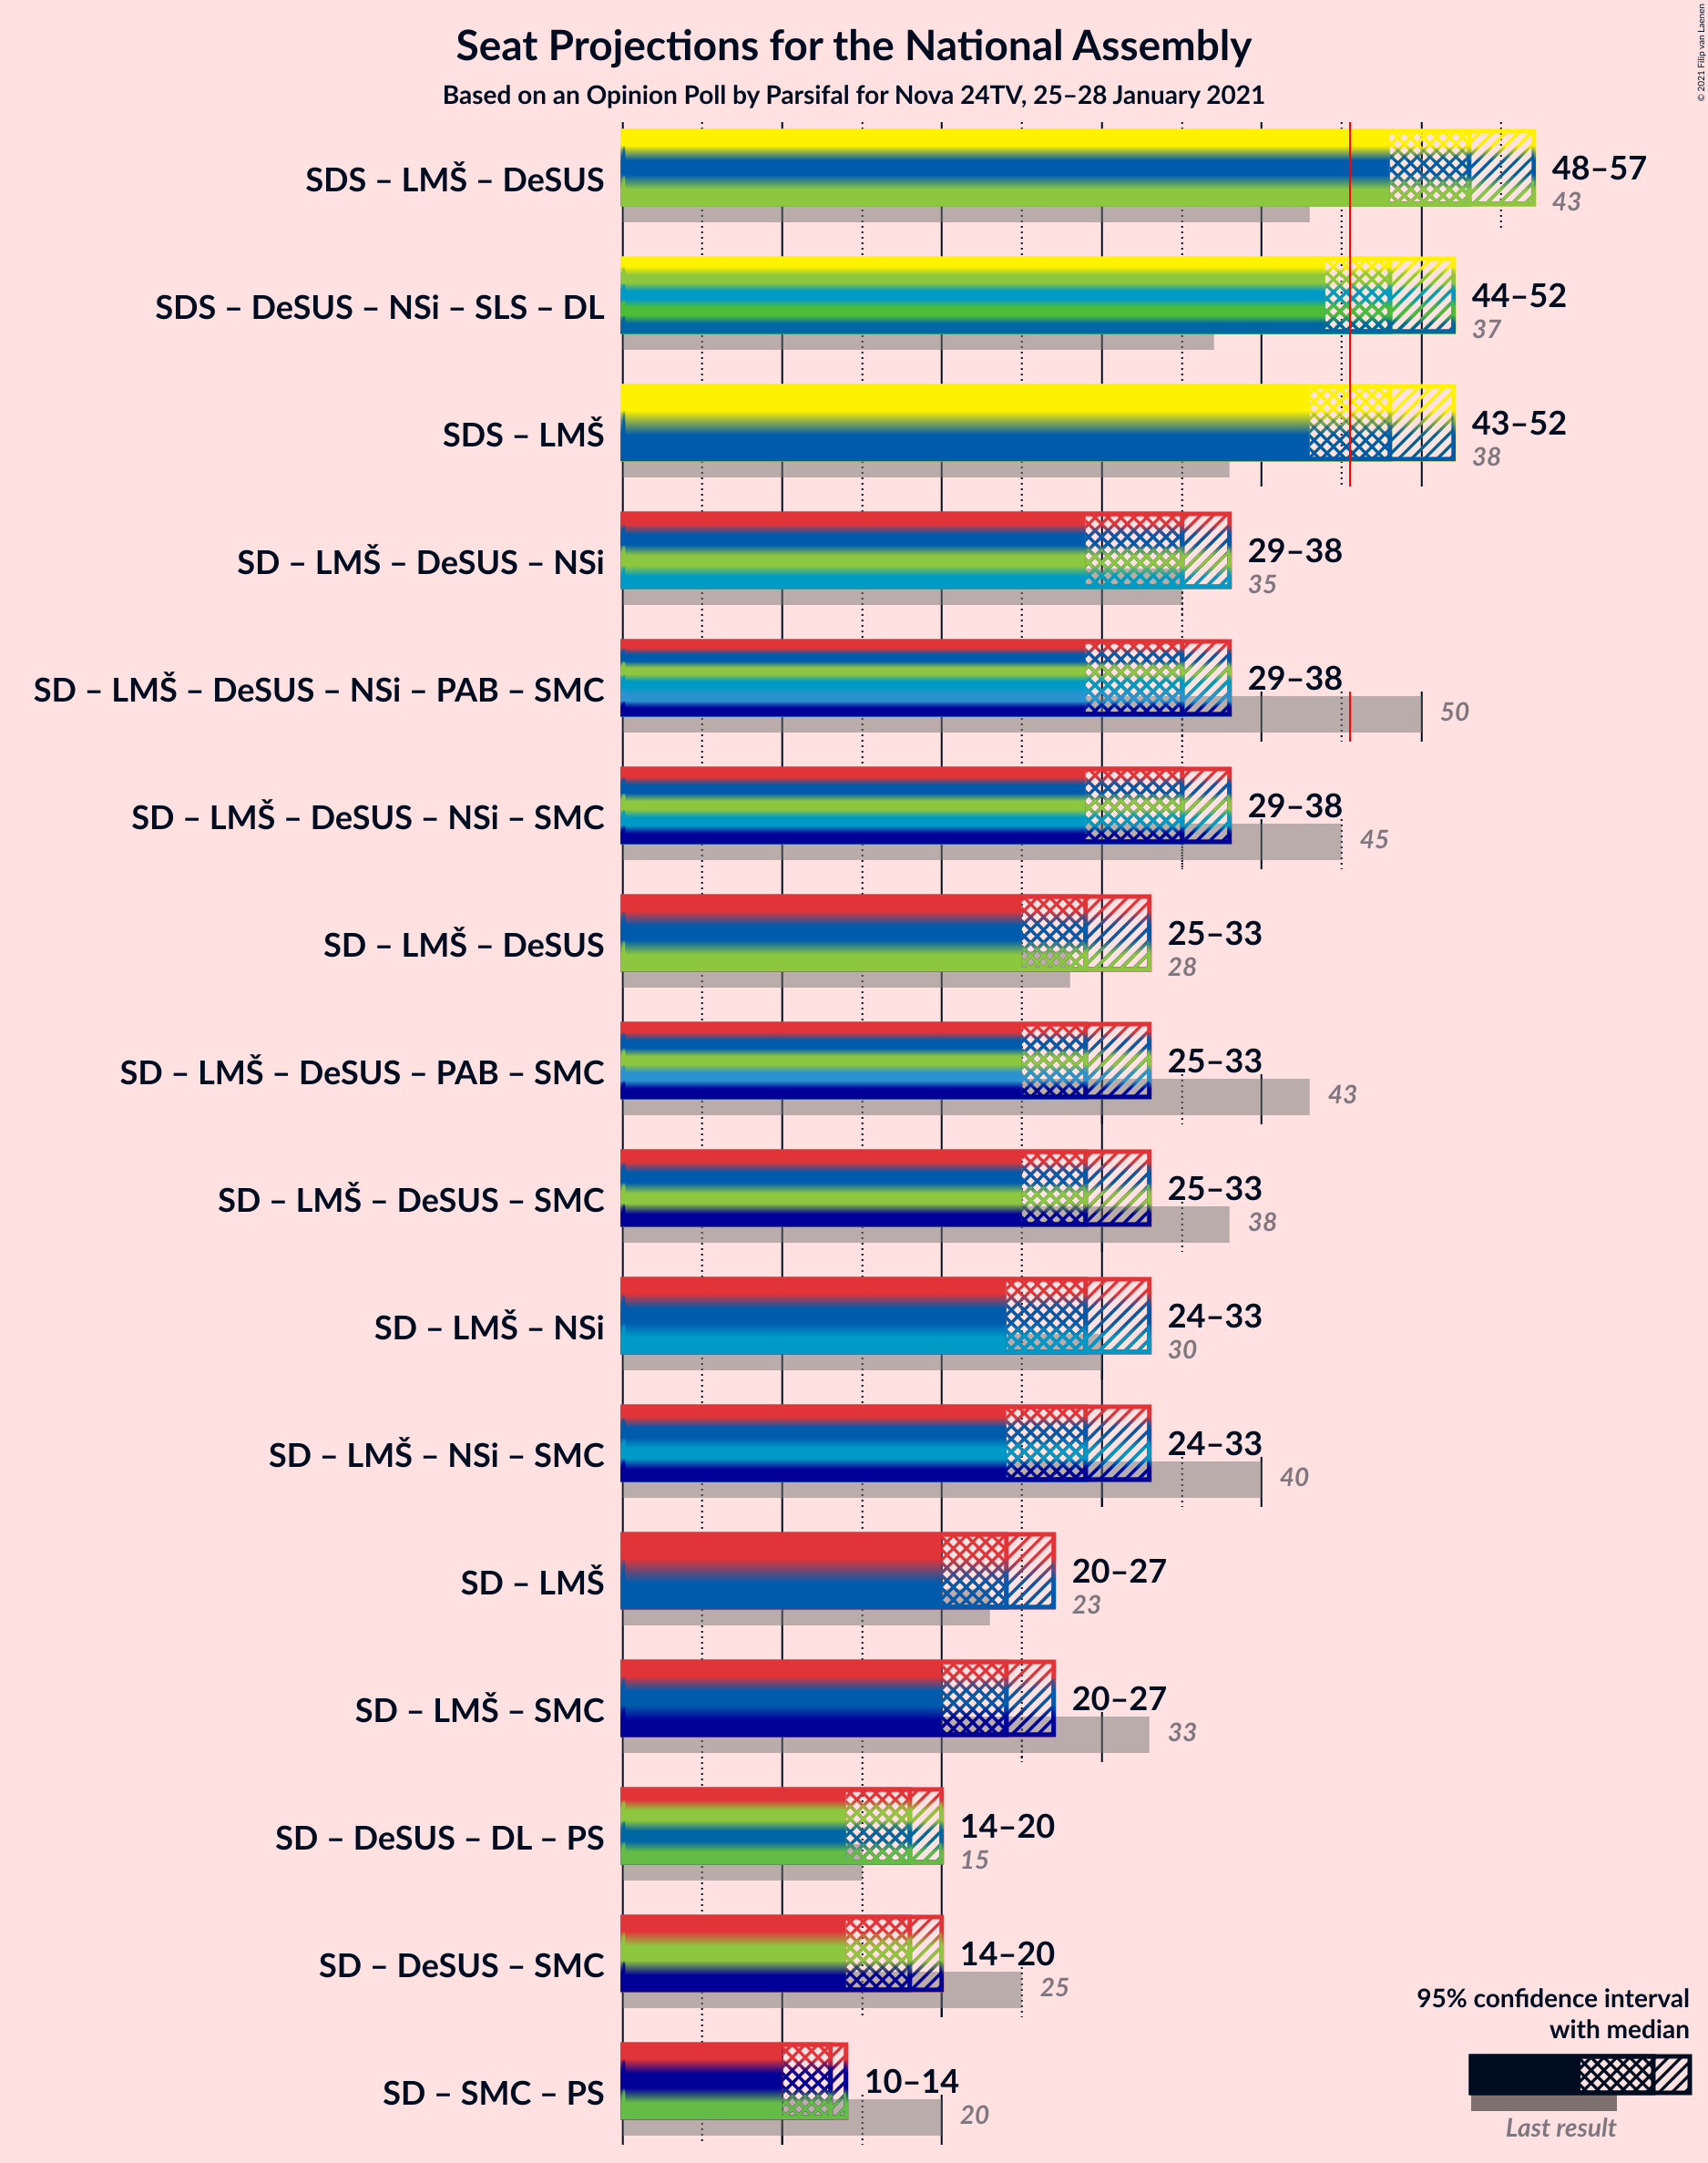 Seat Projections for the National Assembly
Based on an Opinion Poll by Parsifal for Nova 24TV, 25–28 January 2021
© 2021 Filip van Laenen
SDS – LMŠ – DeSUS
48–57
43
SDS – DeSUS – NSi – SLS – DL
44–52
37
SDS – LMŠ
43–52
38
SD – LMŠ – DeSUS – NSi
29–38
35
SD – LMŠ – DeSUS – NSi – PAB – SMC
29–38
50
SD – LMŠ – DeSUS – NSi – SMC
29–38
45
SD – LMŠ – DeSUS
25–33
28
SD – LMŠ – DeSUS – PAB – SMC
25–33
43
SD – LMŠ – DeSUS – SMC
25–33
38
SD – LMŠ – NSi
24–33
30
SD – LMŠ – NSi – SMC
24–33
40
SD – LMŠ
20–27
23
SD – LMŠ – SMC
20–27
33
SD – DeSUS – DL – PS
14–20
15
SD – DeSUS – SMC
14–20
25
SD – SMC – PS
10–14
20
95% confidence interval
with median
Last result